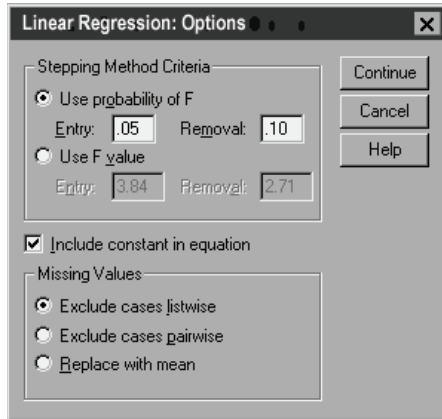 Linear Regression: Options
Stepping Method Criteria
Use probability of F
Entry: .05 Removal: .10
Use F value
Entry: 3.84 Removal: 2.71
Include constant in equation
Missing Values
Exclude cases listwise
Exclude cases pairwise
Replace with mean
Continue
Cancel
Help